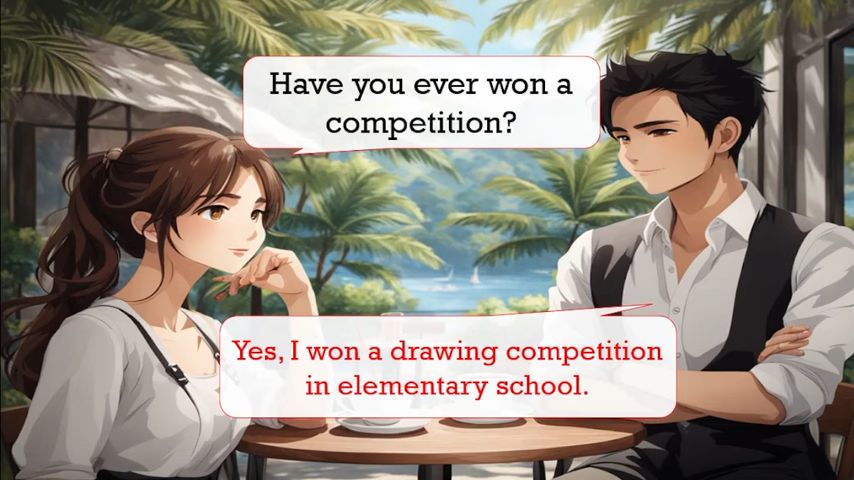 Have you ever won a
competition?
Yes, I won a drawing competition
in elementary school.